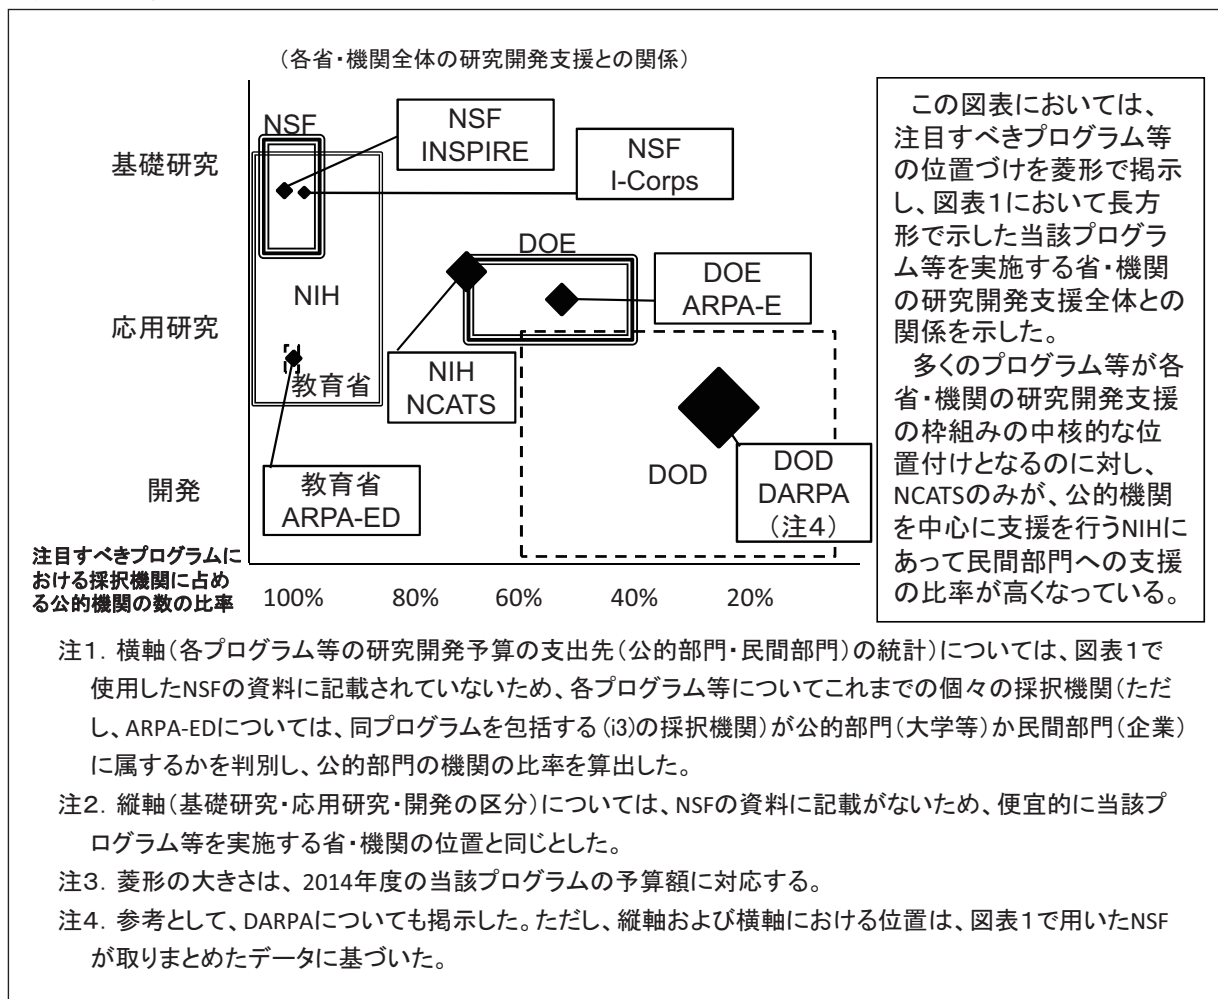 （各省・機関全体の研究開発支援との関係）
NSF
NSF
INSPIRE
NSF
I-Corps
基礎研究
DOE
DOE
ARPA-E
NIH
応用研究
NIH
NCATS
教育省
DOD
DOD
DARPA
（注４）
教育省
ARPA-ED
開発
注目すべきプログラムに
おける採択機関に占め
る公的機関の数の比率
100%
80%
60%
40%
20%
この図表においては、
注目すべきプログラム等
の位置づけを菱形で掲示
し、図表１において長方
形で示した当該プログラ
ム等を実施する省・機関
の研究開発支援全体との
関係を示した。
多くのプログラム等が各
省・機関の研究開発支援
の枠組みの中核的な位
置付けとなるのに対し、
NCATSのみが、公的機関
を中心に支援を行うNIHに
あって民間部門への支援
の比率が高くなっている。
注１．横軸（各プログラム等の研究開発予算の支出先（公的部門・民間部門）の統計）については、図表１で
使用したNSFの資料に記載されていないため、各プログラム等についてこれまでの個々の採択機関（ただ
し、ARPA-EDについては、同プログラムを包括する（i3）の採択機関）が公的部門（大学等）か民間部門（企業）
に属するかを判別し、公的部門の機関の比率を算出した。
注２．縦軸（基礎研究・応用研究・開発の区分）については、NSFの資料に記載がないため、便宜的に当該プ
ログラム等を実施する省・機関の位置と同じとした。
注３．菱形の大きさは、2014年度の当該プログラムの予算額に対応する。
注４．参考として、DARPAについても掲示した。ただし、縦軸および横軸における位置は、図表１で用いたNSF
が取りまとめたデータに基づいた。